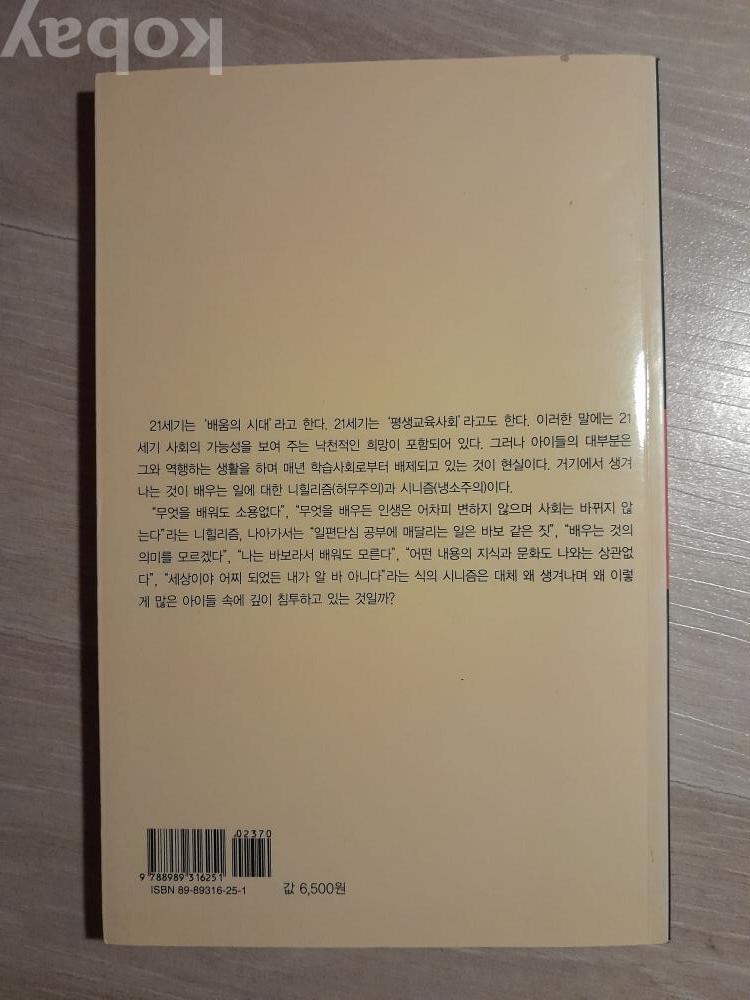 kobay
21세기는 '배움의 시대'라고 한다. 21세기는 '평생교육사회'라고도 한다. 이러한 말에는 21
세기 사회의 가능성을 보여 주는 낙천적인 희망이 포함되어 있다. 그러나 아이들의 대부분은
그와 역행하는 생활을 하며 매년 학습사회로부터 배제되고 있는 것이 현실이다. 거기에서 생겨
나는 것이 배우는 일에 대한 니힐리즘(허무주의)과 시니즘(냉소주의)이다.
"무엇을 배워도 소용없다", "무엇을 배우든 인생은 어차피 변하지 않으며 사회는 바뀌지 않
는다"라는 니힐리즘, 나아가서는 "일편단심 공부에 매달리는 일은 바보 같은 짓", "배우는 것의
의미를 모르겠다", "나는 바보라서 배워도 모른다", "어떤 내용의 지식과 문화도 나와는 상관없
다", "세상이야 어찌 되었든 내가 알 바 아니다"라는 식의 시니즘은 대체 왜 생겨나며 왜 이렇
게 많은 아이들 속에 깊이 침투하고 있는 것일까?
02370
9 788989 316251
ISBN 89-89316-25-1
값 6,500원